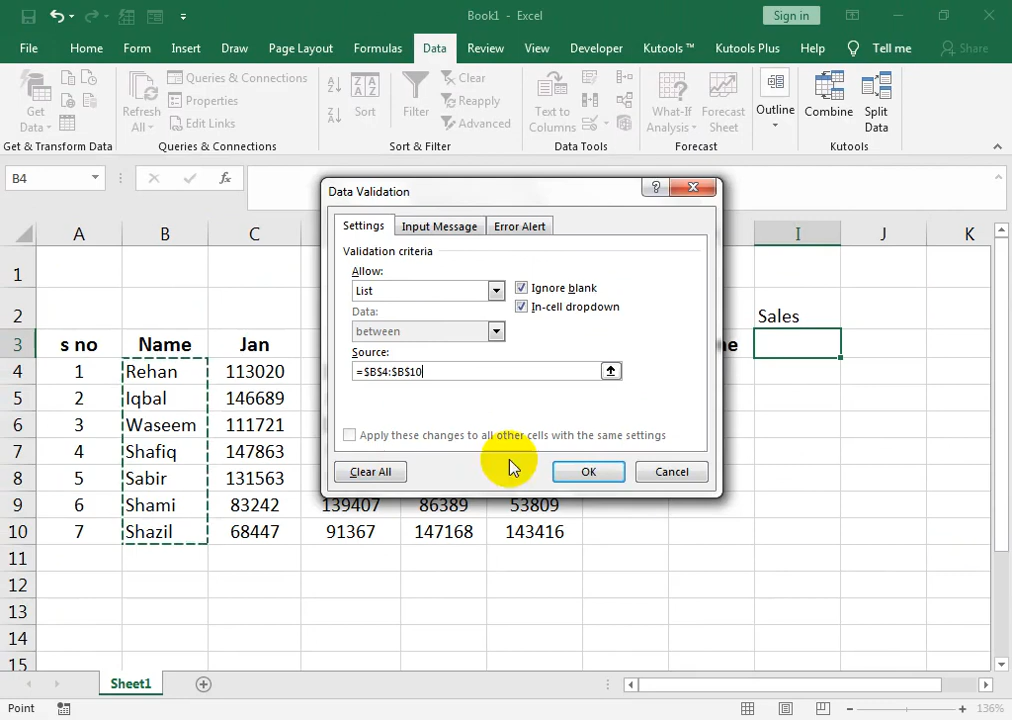 Book1 - Excel
Sign in
File Home Form Insert Draw Page Layout Formulas Data Review View Developer Kutools ™ Kutools Plus Help Tell me Share
Get Data
Refresh All
Queries & Connections
Properties
Edit Links
Sort
Filter
Clear
Reapply
Advanced
Text to Columns
What-If Analysis
Forecast Sheet
Outline
Combine
Split Data
Get & Transform Data Queries & Connections Sort & Filter Data Tools Forecast Kutools
B4 fx
Data Validation
Settings Input Message Error Alert
Validation criteria
Allow:
List
Ignore blank
Data:
In-cell dropdown
between
Source:
=$B$4:$B$10
Apply these changes to all other cells with the same settings
Clear All OK Cancel
A B C I J K
1
2 Sales
3 s no Name Jan me
4 1 Rehan 113020
5 2 Iqbal 146689
6 3 Waseem 111721
7 4 Shafiq 147863
8 5 Sabir 131563
9 6 Shami 83242 139407 86389 53809
10 7 Shazil 68447 91367 147168 143416
11
12
13
14
15
Sheet1
Point 136%